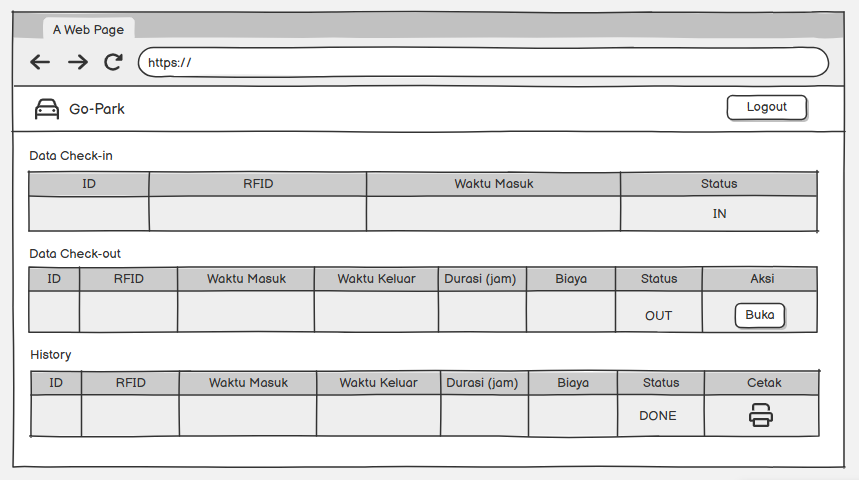 A Web Page
https://
Go-Park
Logout
Data Check-in
ID RFID Waktu Masuk Status
IN
Data Check-out
ID RFID Waktu Masuk Waktu Keluar Durasi (jam) Biaya Status Aksi
OUT Buka
History
ID RFID Waktu Masuk Waktu Keluar Durasi (jam) Biaya Status Cetak
DONE